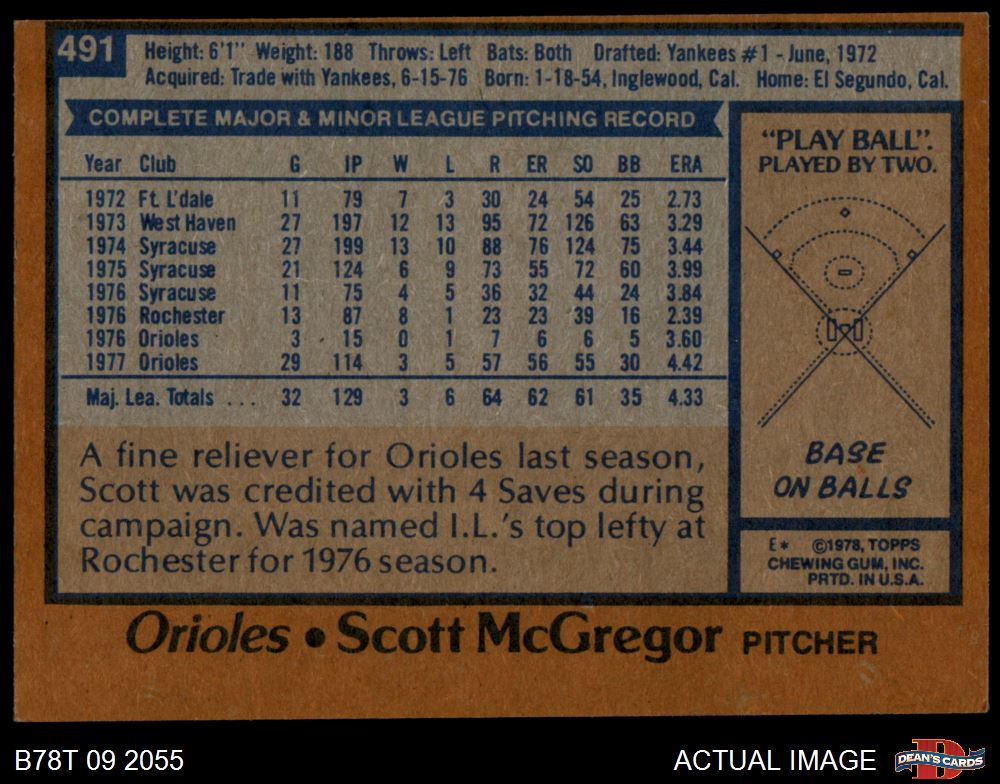 491
Height: 6'1" Weight: 188 Throws: Left Bats: Both Drafted: Yankees #1 - June, 1972
Acquired: Trade with Yankees, 6-15-76 Born: 1-18-54, Inglewood, Cal. Home: El Segundo, Cal.
COMPLETE MAJOR & MINOR LEAGUE PITCHING RECORD
Year Club G IP W L R ER SO BB ERA
1972 Ft. L'dale 11 79 7 3 30 24 54 25 2.73
1973 West Haven 27 197 12 13 95 72 126 63 3.29
1974 Syracuse 27 199 13 10 88 76 124 75 3.44
1975 Syracuse 21 124 6 9 73 55 72 60 3.99
1976 Syracuse 11 75 4 5 36 32 44 24 3.84
1976 Rochester 13 87 8 1 23 23 39 16 2.39
1976 Orioles 3 15 0 1 7 6 6 5 3.60
1977 Orioles 29 114 3 5 57 56 55 30 4.42
Maj. Lea. Totals . . . 32 129 3 6 64 62 61 35 4.33
A fine reliever for Orioles last season,
Scott was credited with 4 Saves during
campaign. Was named I.L.'s top lefty at
Rochester for 1976 season.
"PLAY BALL".
PLAYED BY TWO.
BASE
ON BALLS
E* ©1978, TOPPS
CHEWING GUM, INC.
PRTD. IN U.S.A.
Orioles • Scott McGregor PITCHER
B78T 09 2055
ACTUAL IMAGE
D
DEAN'S CARDS